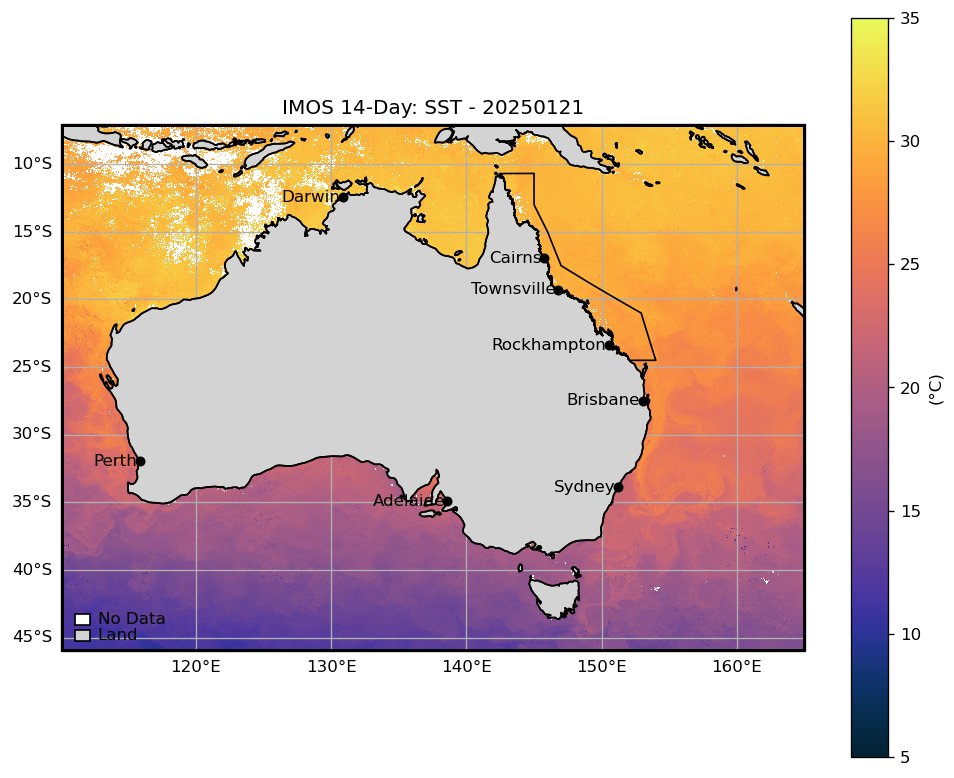 IMOS 14-Day: SST - 20250121
35
30
25
20
15
10
5
(°C)
10°S
15°S
20°S
25°S
30°S
35°S
40°S
45°S
Darwin
Cairns
Townsville
Rockhampton
Brisbane
Perth
Sydney
Adelaide
No Data
Land
120°E
130°E
140°E
150°E
160°E